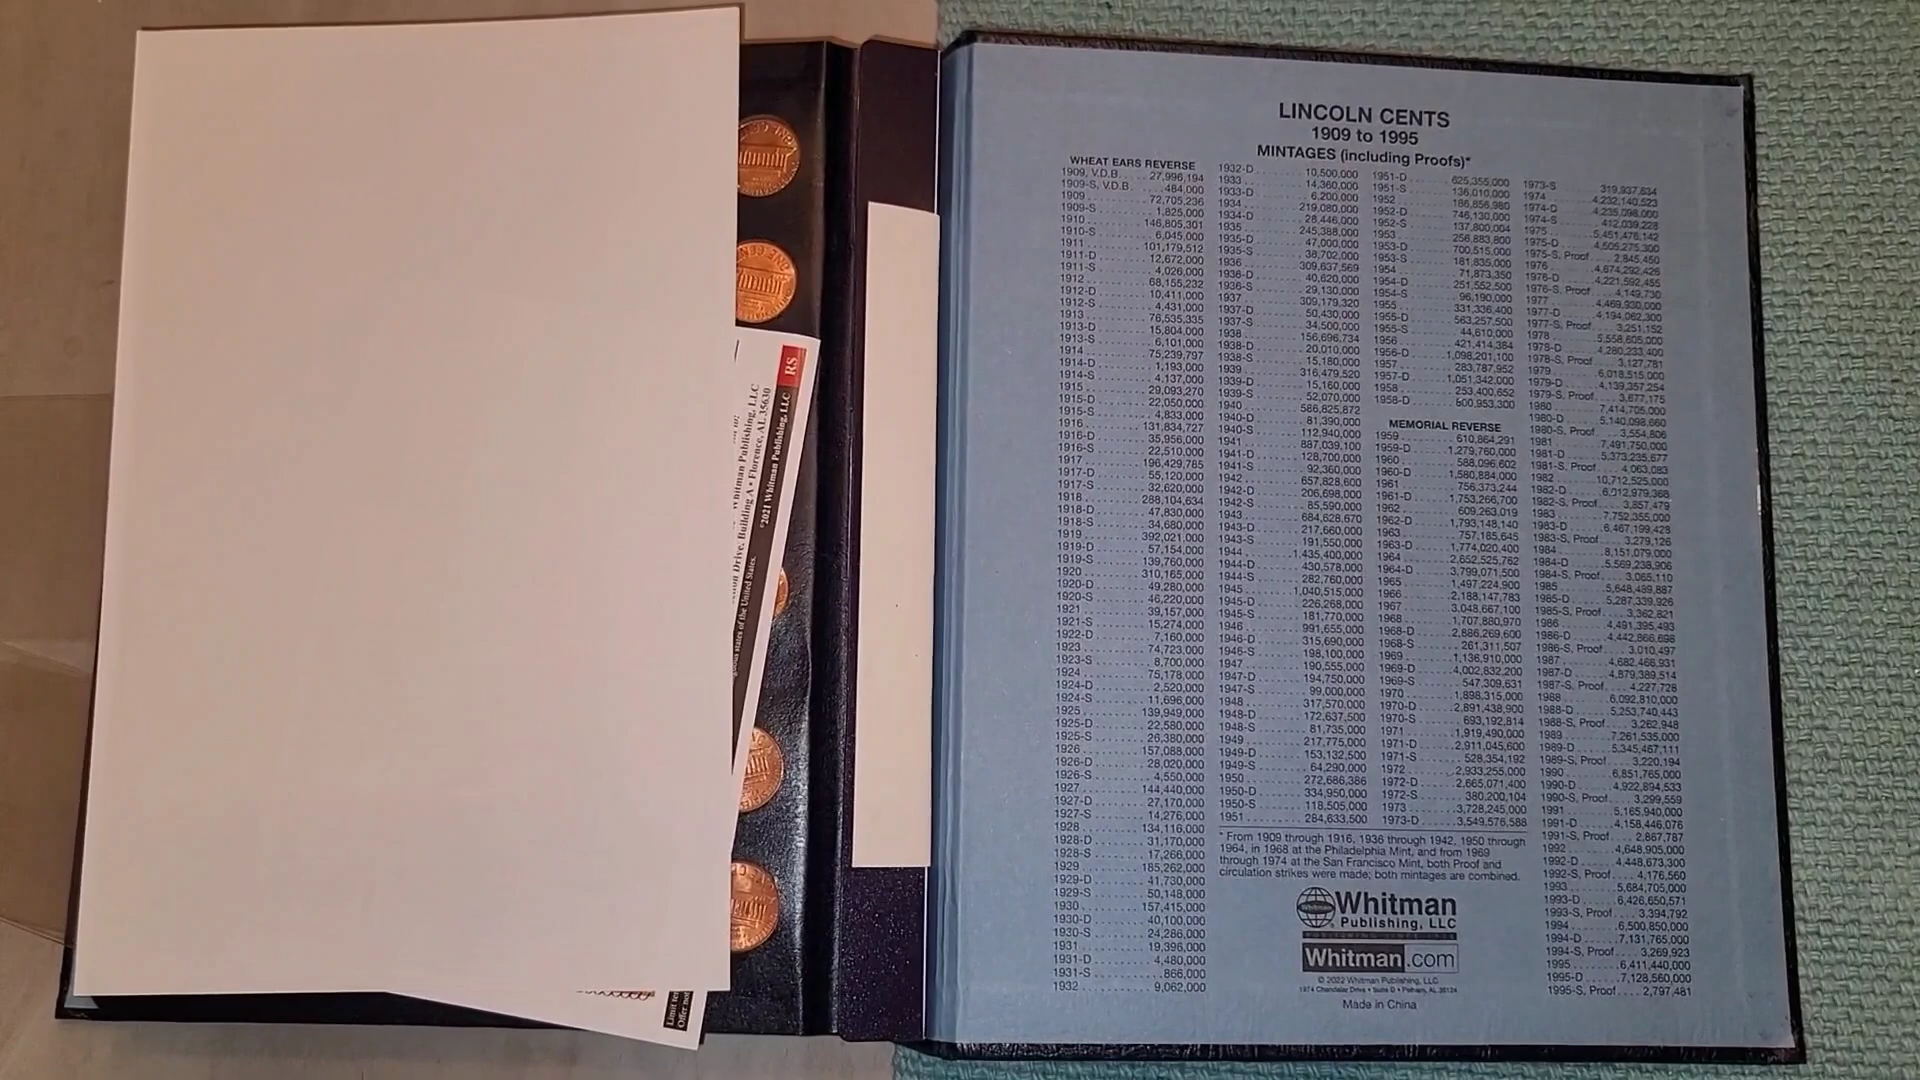 LINCOLN CENTS
1909 to 1995
MINTAGES (including Proofs)*
WHEAT EARS REVERSE
1909, V.D.B. 27,996,194
1909-S, V.D.B. 484,000
1909 72,705,236
1909-S 1,825,000
1910 146,805,301
1910-S 6,045,000
1911 101,179,512
1911-D 12,672,000
1911-S 4,026,000
1912 68,155,232
1912-D 10,411,000
1912-S 4,431,000
1913 76,535,335
1913-D 15,804,000
1913-S 6,101,000
1914 75,239,797
1914-D 1,193,000
1914-S 4,137,000
1915 29,093,270
1915-D 22,050,000
1915-S 4,833,000
1916 131,834,727
1916-D 35,956,000
1916-S 22,510,000
1917 196,429,785
1917-D 55,120,000
1917-S 32,620,000
1918 288,104,634
1918-D 47,830,000
1918-S 34,680,000
1919 392,021,000
1919-D 57,154,000
1919-S 139,760,000
1920 310,165,000
1920-D 49,280,000
1920-S 46,220,000
1921 39,157,000
1921-S 15,274,000
1922-D 7,160,000
1923 74,723,000
1923-S 8,700,000
1924 75,178,000
1924-D 2,520,000
1924-S 11,696,000
1925 139,949,000
1925-D 22,580,000
1925-S 26,380,000
1926 157,088,000
1926-D 28,020,000
1926-S 4,550,000
1927 144,440,000
1927-D 27,170,000
1927-S 14,276,000
1928 134,116,000
1928-D 31,170,000
1928-S 17,266,000
1929 185,262,000
1929-D 41,730,000
1929-S 50,148,000
1930 157,415,000
1930-D 40,100,000
1930-S 24,286,000
1931 19,396,000
1931-D 4,480,000
1931-S 866,000
1932 9,062,000
1932-D 10,500,000
1933 14,360,000
1933-D 6,200,000
1934 219,080,000
1934-D 28,446,000
1935 245,388,000
1935-D 47,000,000
1935-S 38,702,000
1936 309,637,569
1936-D 40,620,000
1936-S 29,130,000
1937 309,179,320
1937-D 50,430,000
1937-S 34,500,000
1938 156,696,734
1938-D 20,010,000
1938-S 15,180,000
1939 316,479,520
1939-D 15,160,000
1939-S 52,070,000
1940 586,825,872
1940-D 81,390,000
1940-S 112,940,000
1941 887,039,100
1941-D 128,700,000
1941-S 92,360,000
1942 657,828,600
1942-D 206,698,000
1942-S 85,590,000
1943 684,628,670
1943-D 217,660,000
1943-S 191,550,000
1944 1,435,400,000
1944-D 430,578,000
1944-S 282,760,000
1945 1,040,515,000
1945-D 226,268,000
1945-S 181,770,000
1946 991,655,000
1946-D 315,690,000
1946-S 198,100,000
1947 190,555,000
1947-D 194,750,000
1947-S 99,000,000
1948 317,570,000
1948-D 172,637,500
1948-S 81,735,000
1949 217,775,000
1949-D 153,132,500
1949-S 64,290,000
1950 272,686,386
1950-D 334,950,000
1950-S 118,505,000
1951 284,633,500
1951-D 625,355,000
1951-S 136,010,000
1952 186,856,980
1952-D 746,130,000
1952-S 137,800,004
1953 256,883,800
1953-D 700,515,000
1953-S 181,835,000
1954 71,873,350
1954-D 251,552,500
1954-S 96,190,000
1955 331,336,400
1955-D 563,257,500
1955-S 44,610,000
1956 421,414,384
1956-D 1,098,201,100
1957 283,787,952
1957-D 1,051,342,000
1958 253,400,652
1958-D 500,953,300
MEMORIAL REVERSE
1959 610,864,291
1959-D 1,279,760,000
1960 588,096,602
1960-D 1,580,884,000
1961 756,373,244
1961-D 1,753,266,700
1962 609,263,019
1962-D 1,793,148,140
1963 757,185,645
1963-D 1,774,020,400
1964 2,652,525,762
1964-D 3,799,071,500
1965 1,497,224,900
1966 2,188,147,783
1967 3,048,667,100
1968 1,707,880,970
1968-D 2,886,269,600
1968-S 261,311,507
1969 1,136,910,000
1969-D 4,002,832,200
1969-S 547,309,631
1970 1,898,315,000
1970-D 2,891,438,900
1970-S 693,192,814
1971 1,919,490,000
1971-D 2,911,045,600
1971-S 528,354,192
1972 2,933,255,000
1972-D 2,665,071,400
1972-S 380,200,104
1973 3,728,245,000
1973-D 3,549,576,588
1973-S 319,937,634
1974 4,232,140,523
1974-D 4,235,098,000
1974-S 412,039,228
1975 5,451,476,142
1975-D 4,505,275,300
1975-S, Proof 2,845,450
1976 4,674,292,426
1976-D 4,221,592,455
1976-S, Proof 4,149,730
1977 4,469,930,000
1977-D 4,194,062,300
1977-S, Proof 3,251,152
1978 5,558,605,000
1978-D 4,280,233,400
1978-S, Proof 3,127,781
1979 6,018,515,000
1979-D 4,139,357,254
1979-S, Proof 3,677,175
1980 7,414,705,000
1980-D 5,140,098,660
1980-S, Proof 3,554,806
1981 7,491,750,000
1981-D 5,373,235,677
1981-S, Proof 4,063,083
1982 10,712,525,000
1982-D 6,012,979,368
1982-S, Proof 3,857,479
1983 7,752,355,000
1983-D 6,467,199,428
1983-S, Proof 3,279,126
1984 8,151,079,000
1984-D 5,569,238,906
1984-S, Proof 3,065,110
1985 5,648,489,887
1985-D 5,287,339,926
1985-S, Proof 3,362,821
1986 4,491,395,493
1986-D 4,442,866,698
1986-S, Proof 3,010,497
1987 4,682,466,931
1987-D 4,879,389,514
1987-S, Proof 4,227,728
1988 6,092,810,000
1988-D 5,253,740,443
1988-S, Proof 3,262,948
1989 7,261,535,000
1989-D 5,345,467,111
1989-S, Proof 3,220,194
1990 6,851,765,000
1990-D 4,922,894,533
1990-S, Proof 3,299,559
1991 5,165,940,000
1991-D 4,158,446,076
1991-S, Proof 2,867,787
1992 4,648,905,000
1992-D 4,448,673,300
1992-S, Proof 4,176,560
1993 5,684,705,000
1993-D 6,426,650,571
1993-S, Proof 3,394,792
1994 6,500,850,000
1994-D 7,131,765,000
1994-S, Proof 3,269,923
1995 6,411,440,000
1995-D 7,128,560,000
1995-S, Proof 2,797,481
* From 1909 through 1916, 1936 through 1942, 1950 through
1964, in 1968 at the Philadelphia Mint, and from 1969
through 1974 at the San Francisco Mint, both Proof and
circulation strikes were made; both mintages are combined.
Whitman
Whitman
Publishing, LLC
Whitman.com
© 2022 Whitman Publishing, LLC
1974 Chandalar Drive • Suite D • Pelham, AL 35124
Made in China
RS
Whitman Publishing, LLC
Drive, Building A • Florence, AL 35630
©2021 Whitman Publishing, LLC
states of the United States.
ONE CENT
ONE CENT
Offer not